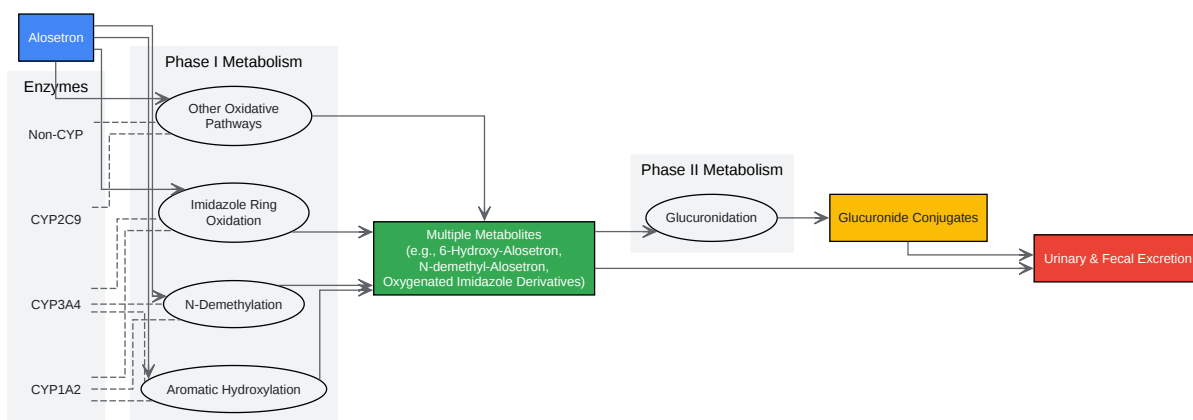 Alosetron
Enzymes
Non-CYP
CYP2C9
CYP3A4
CYP1A2
Phase I Metabolism
Other Oxidative
Pathways
Imidazole Ring
Oxidation
N-Demethylation
Aromatic Hydroxylation
Multiple Metabolites
(e.g., 6-Hydroxy-Alosetron,
N-demethyl-Alosetron,
Oxygenated Imidazole Derivatives)
Phase II Metabolism
Glucuronidation
Glucuronide Conjugates
Urinary & Fecal Excretion